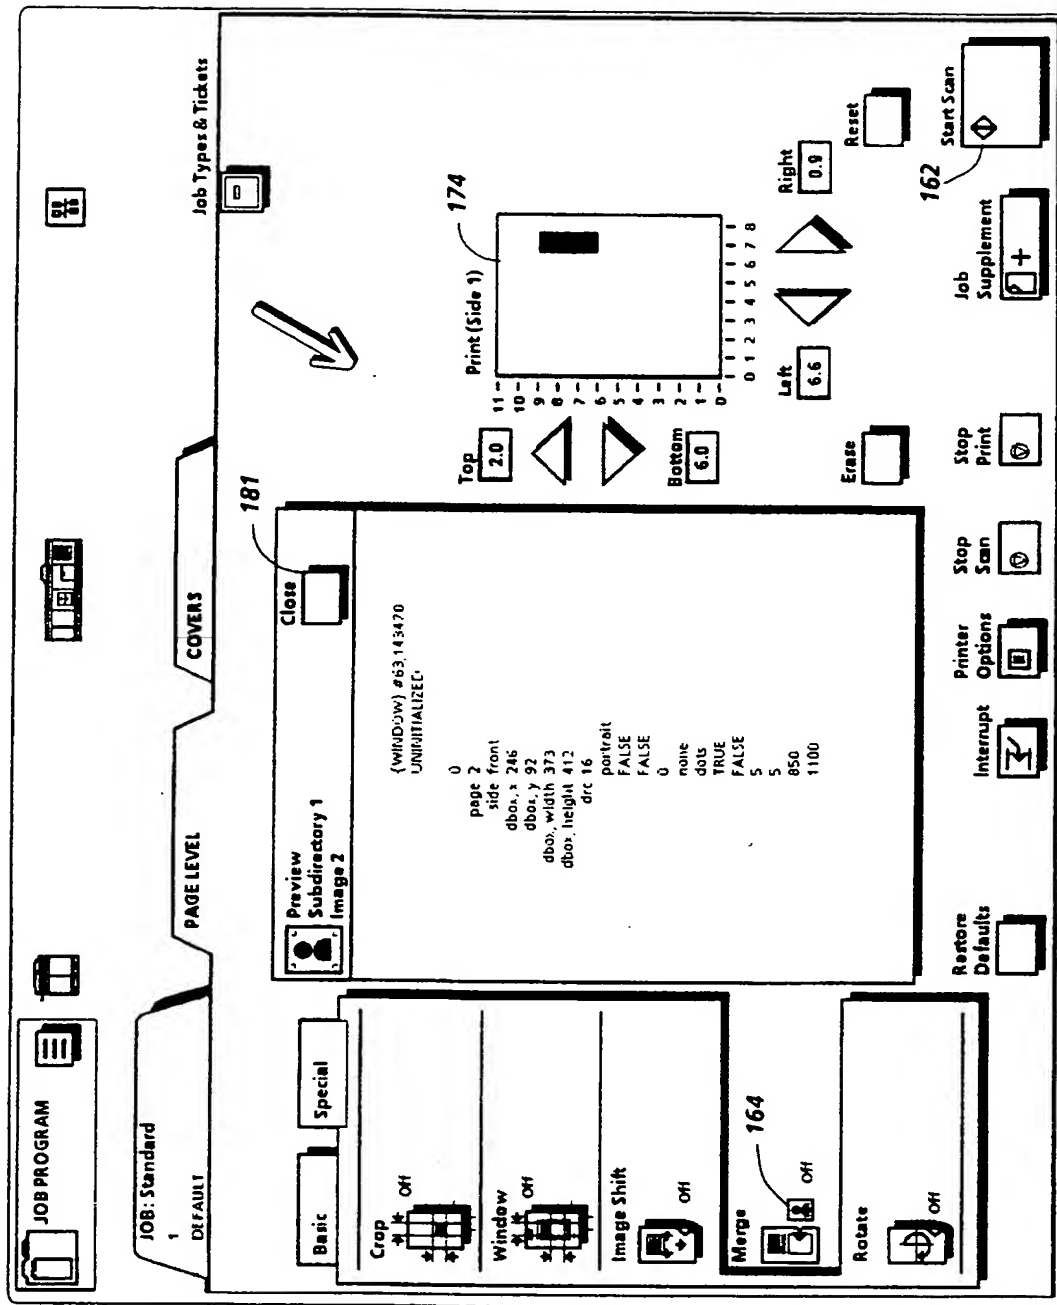 JOB PROGRAM
JOB: Standard
1
DEFAULT
PAGE LEVEL
COVERS
Job Types & Tickets
Basic
Special
Crop
Off
Window
Off
Image Shift
Off
Merge
Off
164
Rotate
Off
Preview
Subdirectory 1
Image 2
Close
181
{WINDOW} #63,143470
UNINITIALIZED
0
page 2
side front
dbox, x 246
dbox, y 92
dbox, width 373
dbox, height 412
drc 16
portrait
FALSE
FALSE
0
none
dots
TRUE
FALSE
5
5
850
1100
Print (Side 1)
174
Top
2.0
Bottom
6.0
11
10
9
8
7
6
5
4
3
2
1
0
0 1 2 3 4 5 6 7 8
Left
6.6
Right
0.9
Erase
Reset
Restore
Defaults
Interrupt
Printer
Options
Stop
Scan
Stop
Print
Job
Supplement
Start Scan
162